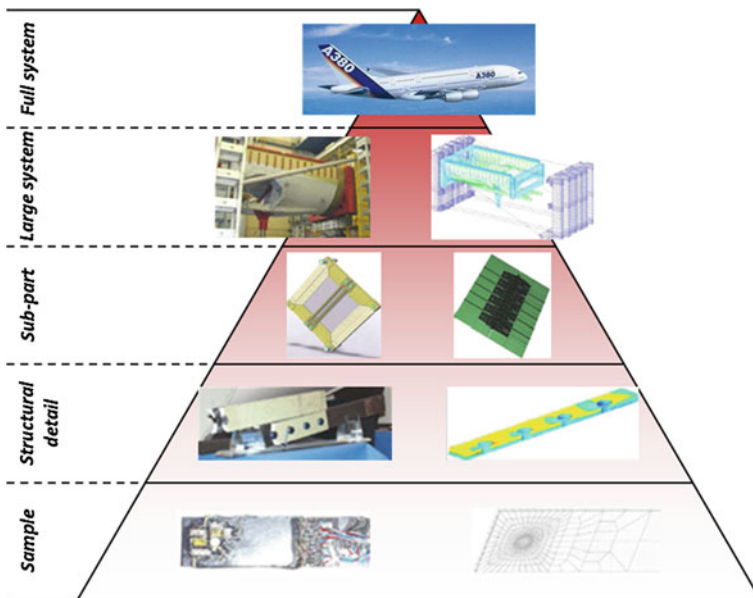 Full system
A380
A380
Large system
Sub-part
Structural
detail
Sample